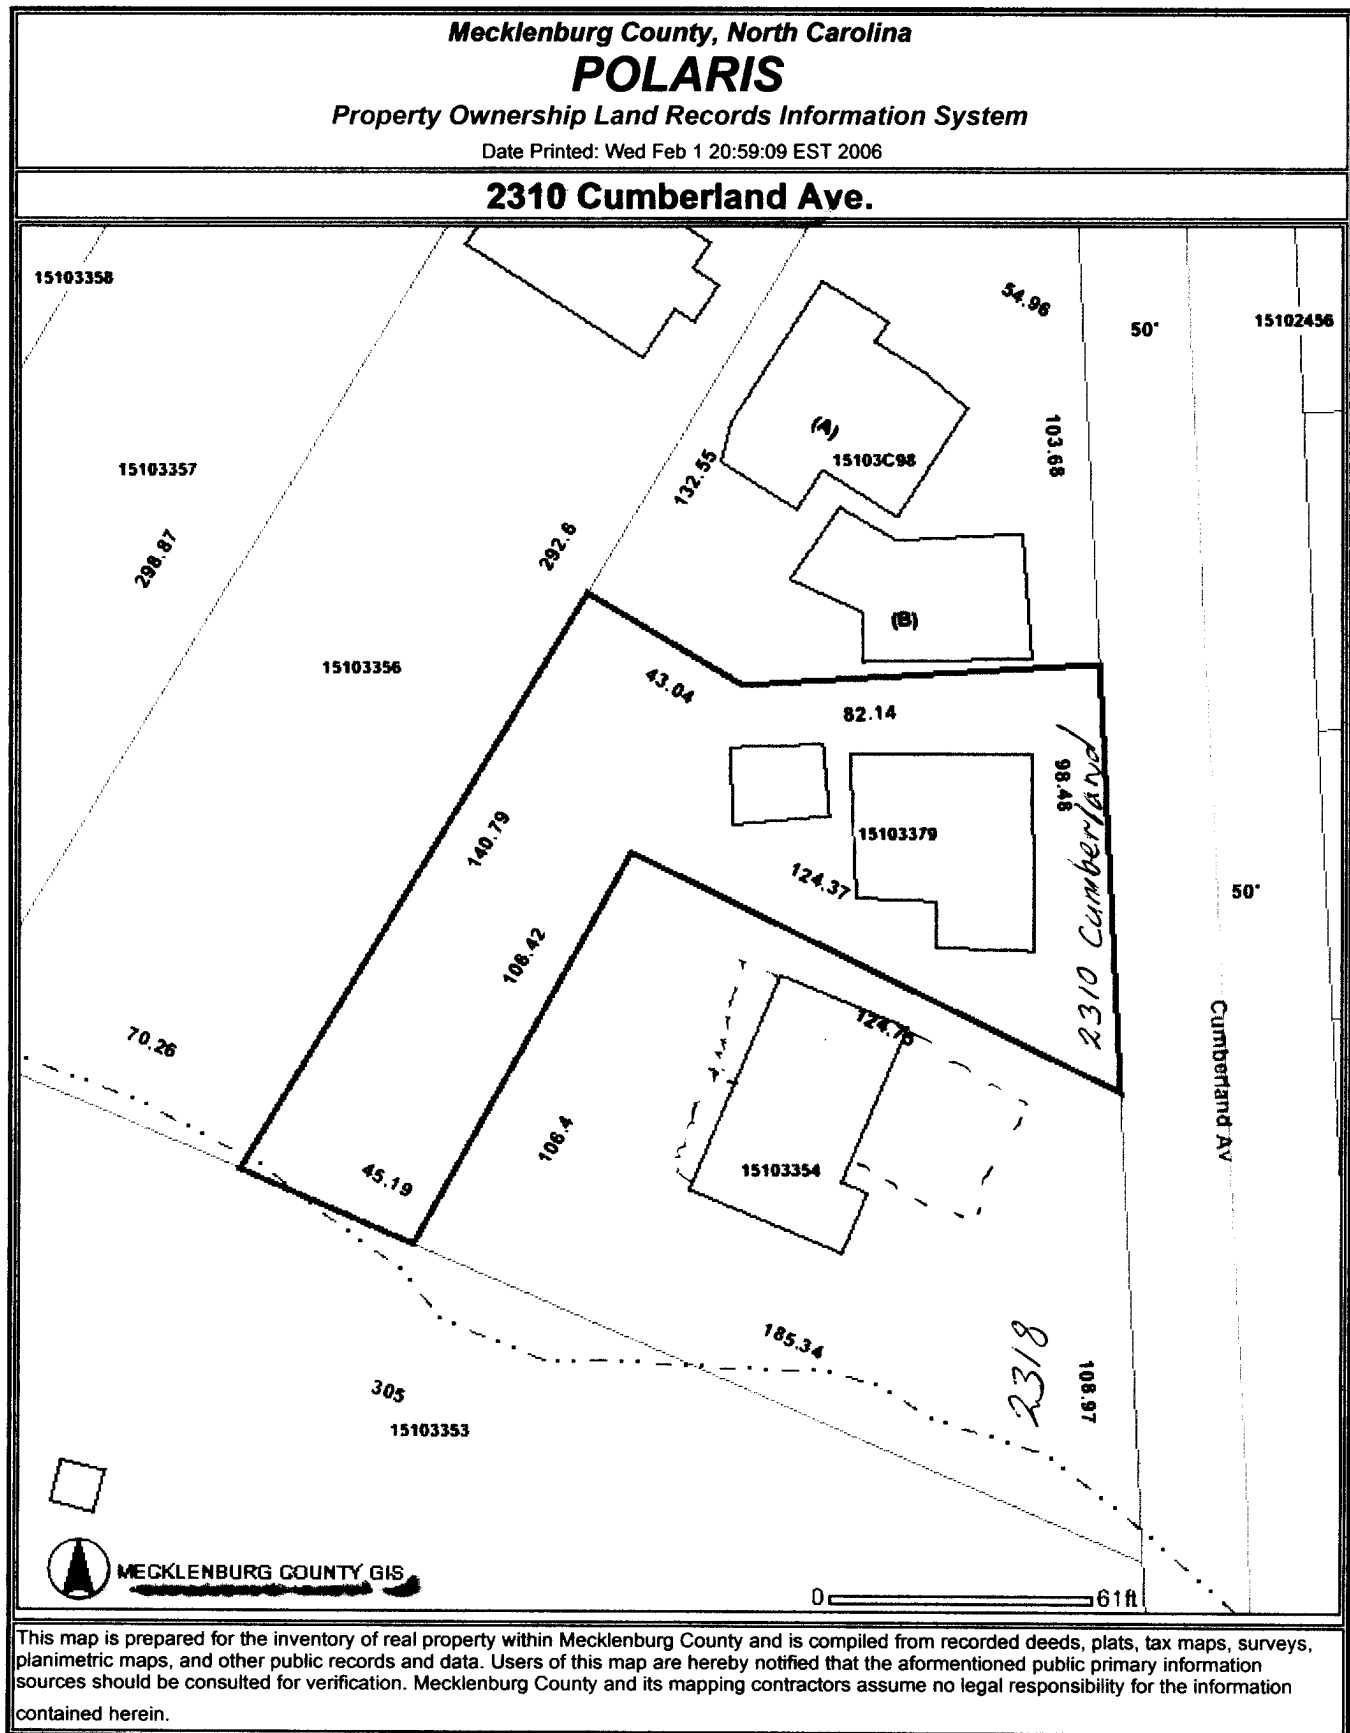 Mecklenburg County, North Carolina
POLARIS
Property Ownership Land Records Information System
Date Printed: Wed Feb 1 20:59:09 EST 2006
2310 Cumberland Ave.
15103358
54.96
50'
15102456
(A)
15103C98
103.68
132.55
15103357
298.87
292.6
(B)
15103356
43.04
82.14
98.48
2310 Cumberland
140.79
15103379
124.37
50'
106.42
124.75
Cumberland Av
70.26
106.4
15103354
45.19
185.34
2318
108.97
305
15103353
MECKLENBURG COUNTY GIS
0
61ft
This map is prepared for the inventory of real property within Mecklenburg County and is compiled from recorded deeds, plats, tax maps, surveys,
planimetric maps, and other public records and data. Users of this map are hereby notified that the aformentioned public primary information
sources should be consulted for verification. Mecklenburg County and its mapping contractors assume no legal responsibility for the information
contained herein.